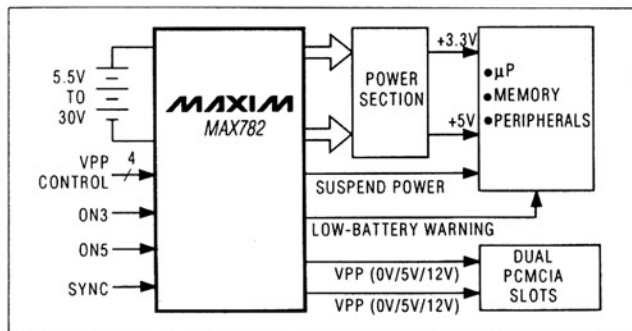 5.5V
TO
30V
VPP
CONTROL
4
ON3
ON5
SYNC
MAXIM
MAX782
POWER
SECTION
+3.3V
+5V
•µP
•MEMORY
•PERIPHERALS
SUSPEND POWER
LOW-BATTERY WARNING
VPP (0V/5V/12V)
VPP (0V/5V/12V)
DUAL
PCMCIA
SLOTS